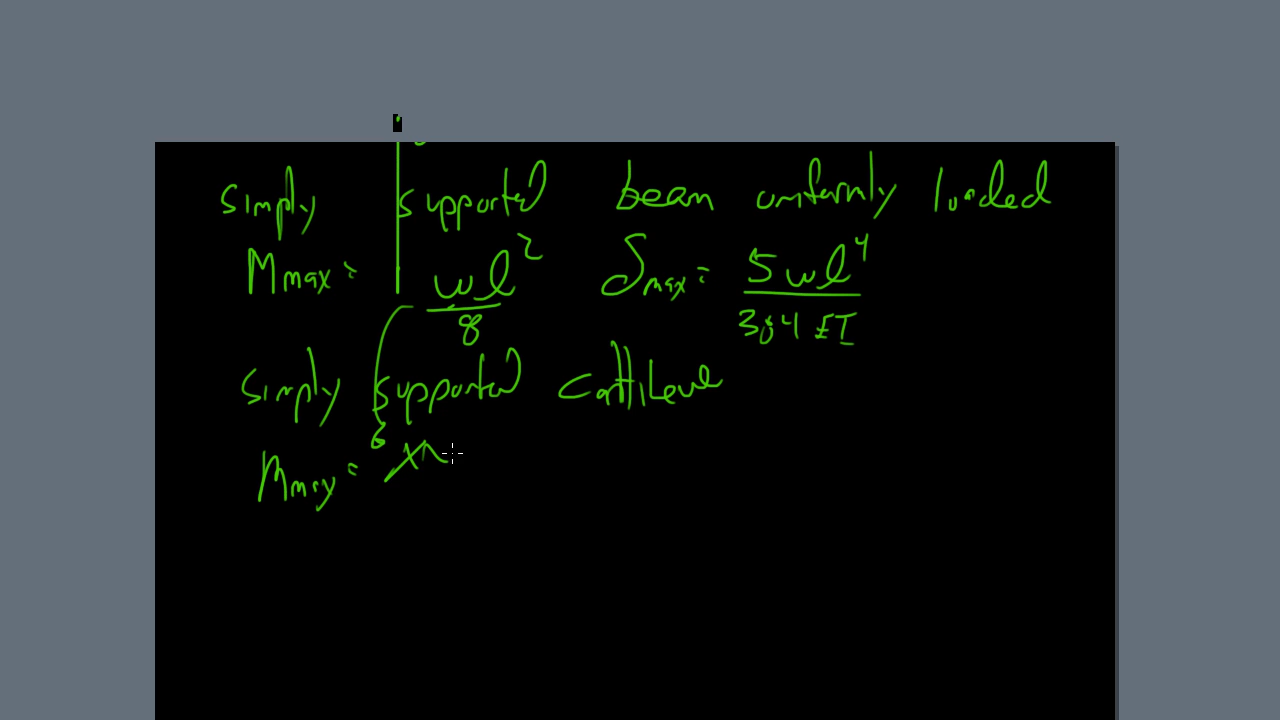 Simply supported beam uniformly loaded
Mmax = wl²/8 δmax = 5wl⁴/384EI
Simply supported cantilever
Mmax =